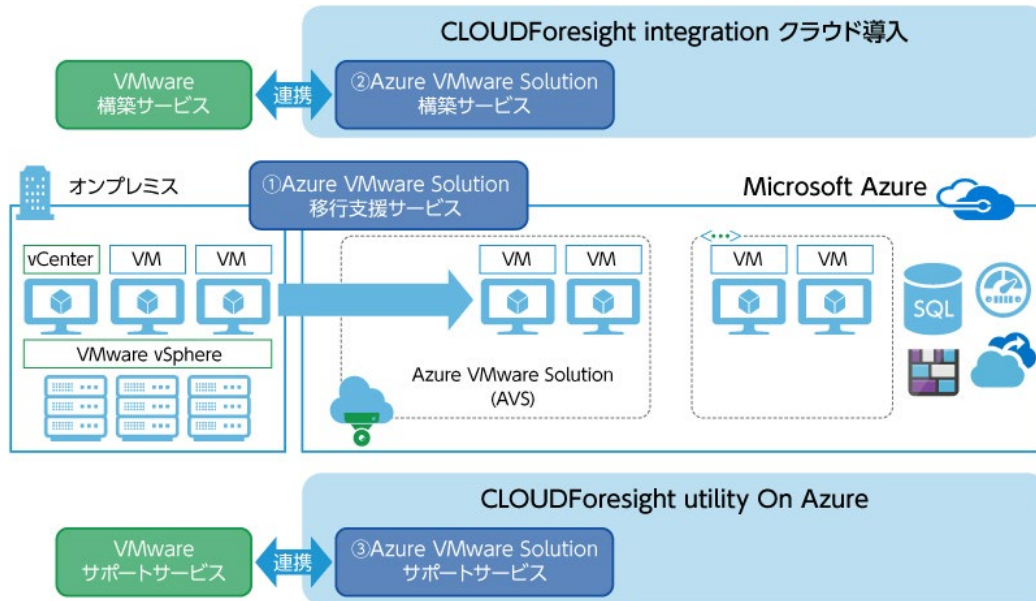 CLOUDForesight integration クラウド導入
VMware
構築サービス
連携
②Azure VMware Solution
構築サービス
オンプレミス
①Azure VMware Solution
移行支援サービス
Microsoft Azure
vCenter
VM
VM
VM
VM
<•••>
VM
VM
SQL
VMware vSphere
Azure VMware Solution
(AVS)
CLOUDForesight utility On Azure
VMware
サポートサービス
連携
③Azure VMware Solution
サポートサービス